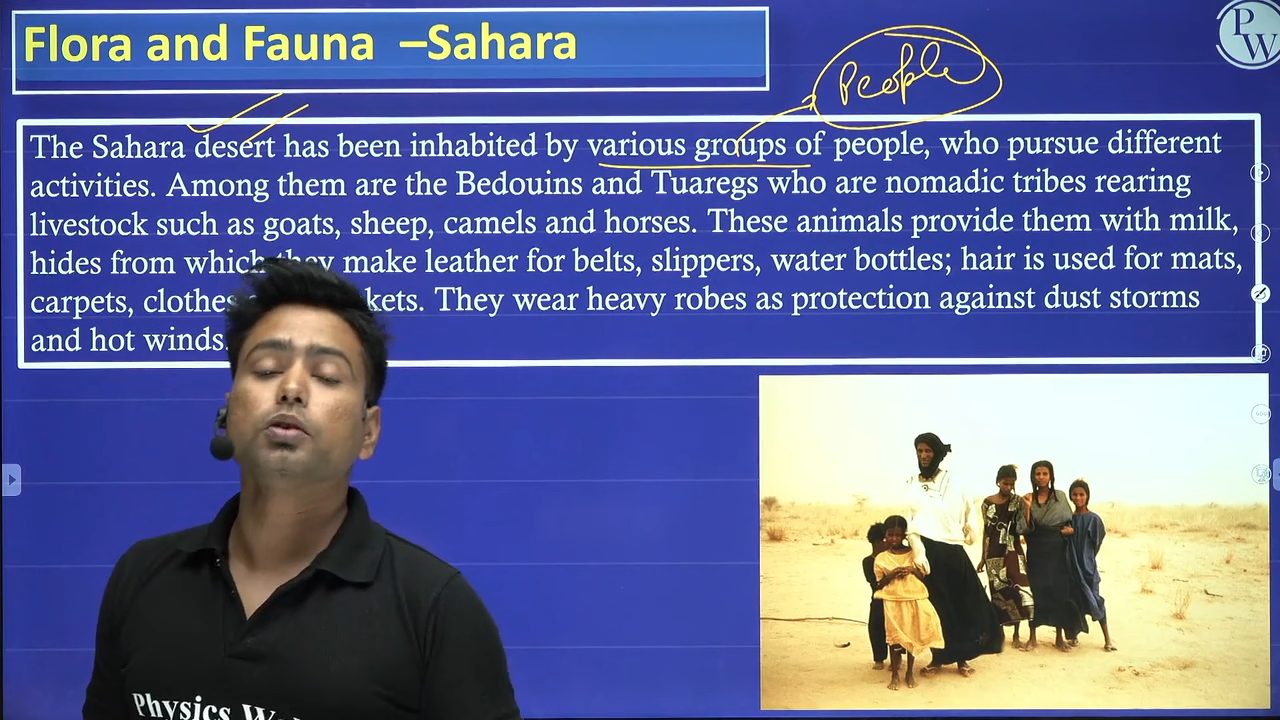 Flora and Fauna –Sahara
PW
People
The Sahara desert has been inhabited by various groups of people, who pursue different
activities. Among them are the Bedouins and Tuaregs who are nomadic tribes rearing
livestock such as goats, sheep, camels and horses. These animals provide them with milk,
hides from which they make leather for belts, slippers, water bottles; hair is used for mats,
carpets, clothes kets. They wear heavy robes as protection against dust storms
and hot winds.
Physics W